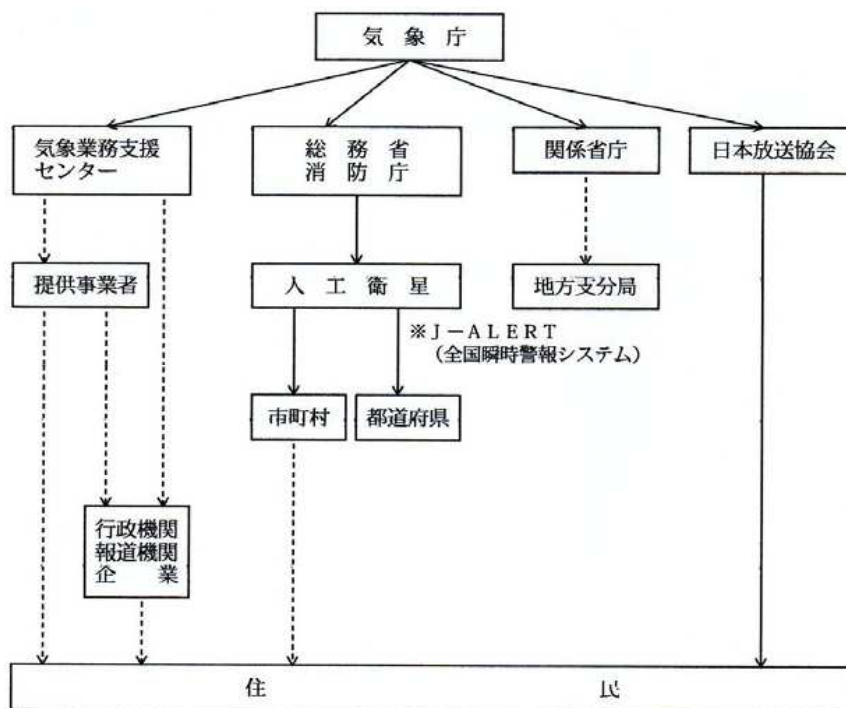 気象庁
気象業務支援
センター
総務省
消防庁
関係省庁
日本放送協会
提供事業者
人工衛星
地方支分局
※J-ALERT
(全国瞬時警報システム)
市町村
都道府県
行政機関
報道機関
企業
住民